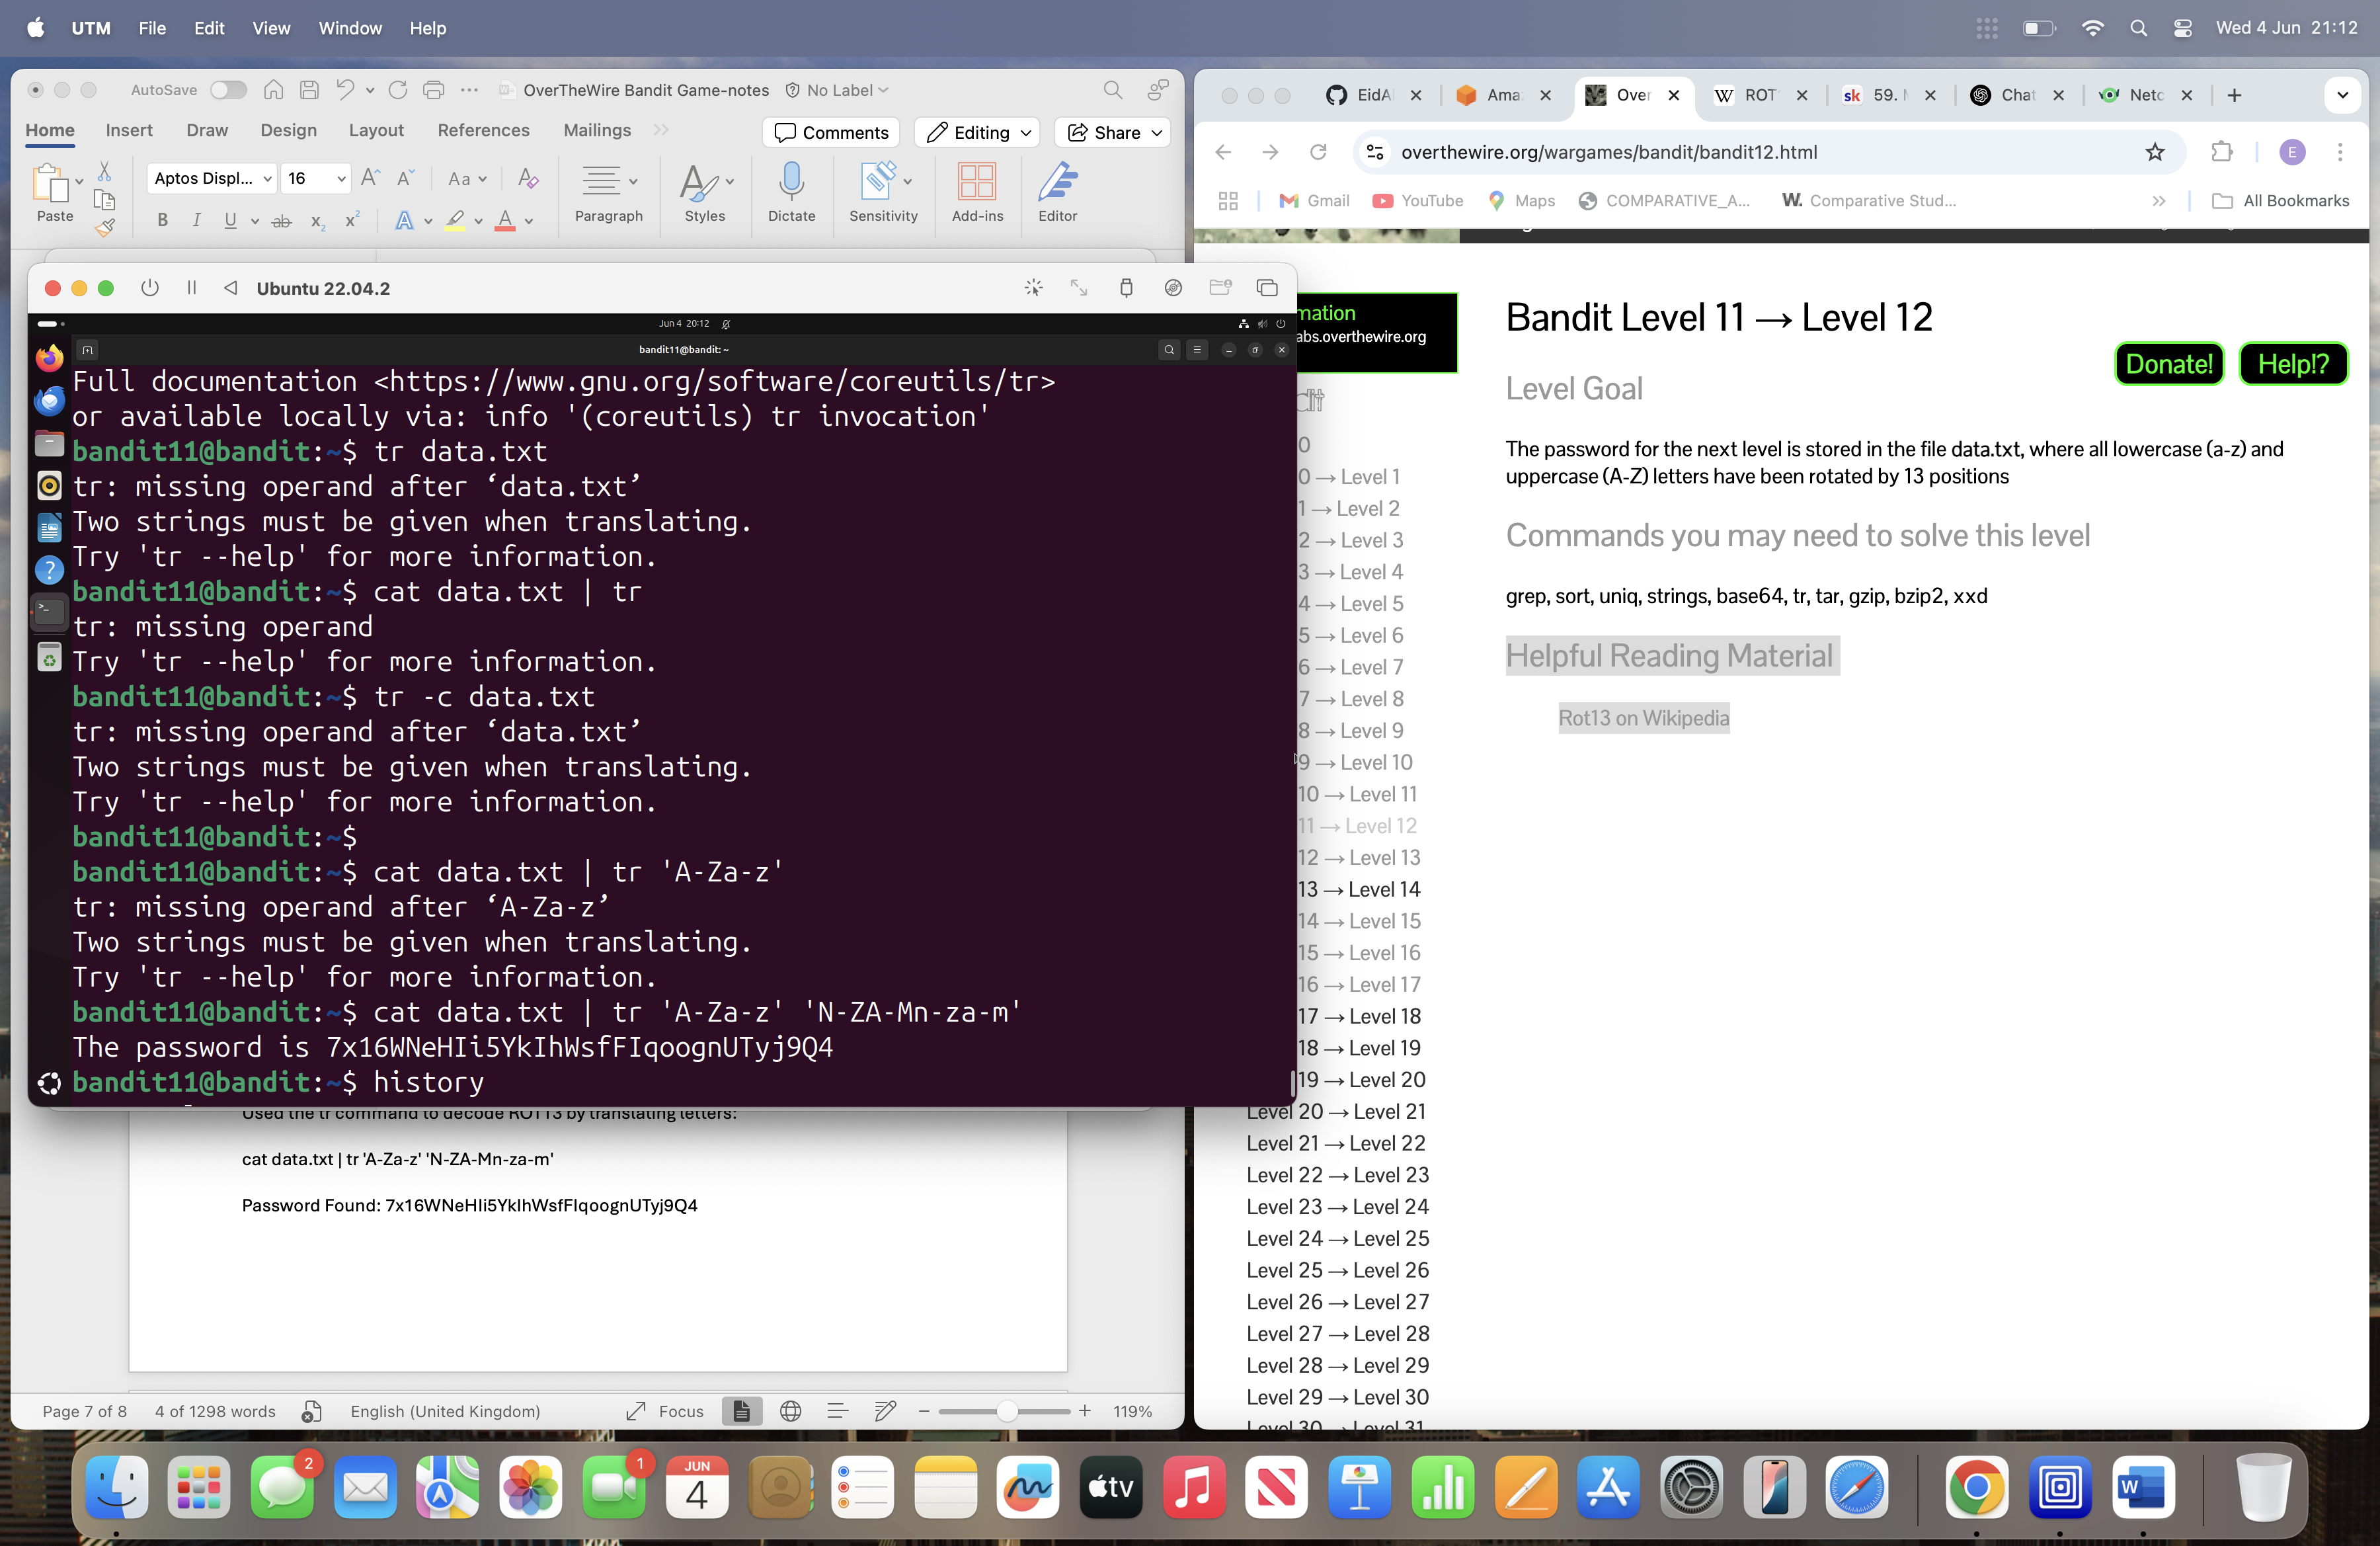 UTM File Edit View Window Help
Wed 4 Jun 21:12
AutoSave
OverTheWire Bandit Game-notes
No Label
Home Insert Draw Design Layout References Mailings
Comments Editing Share
Aptos Displ... 16
Paste Paragraph Styles Dictate Sensitivity Add-ins Editor
EidA Ama Over ROT 59. Chat Netc
overthewire.org/wargames/bandit/bandit12.html
Gmail YouTube Maps COMPARATIVE_A... Comparative Stud... All Bookmarks
Ubuntu 22.04.2
Jun 4 20:12
bandit11@bandit: ~
Full documentation <https://www.gnu.org/software/coreutils/tr>
or available locally via: info '(coreutils) tr invocation'
bandit11@bandit:~$ tr data.txt
tr: missing operand after ‘data.txt’
Two strings must be given when translating.
Try 'tr --help' for more information.
bandit11@bandit:~$ cat data.txt | tr
tr: missing operand
Try 'tr --help' for more information.
bandit11@bandit:~$ tr -c data.txt
tr: missing operand after ‘data.txt’
Two strings must be given when translating.
Try 'tr --help' for more information.
bandit11@bandit:~$
bandit11@bandit:~$ cat data.txt | tr 'A-Za-z'
tr: missing operand after ‘A-Za-z’
Two strings must be given when translating.
Try 'tr --help' for more information.
bandit11@bandit:~$ cat data.txt | tr 'A-Za-z' 'N-ZA-Mn-za-m'
The password is 7x16WNeHIi5YkIhWsfFIqoognUTyj9Q4
bandit11@bandit:~$ history
Used the tr command to decode ROT13 by translating letters:
cat data.txt | tr 'A-Za-z' 'N-ZA-Mn-za-m'
Password Found: 7x16WNeHIi5YkIhWsfFIqoognUTyj9Q4
Page 7 of 8 4 of 1298 words English (United Kingdom) Focus 119%
mation
abs.overthewire.org
dit
0
0 → Level 1
1 → Level 2
2 → Level 3
3 → Level 4
4 → Level 5
5 → Level 6
6 → Level 7
7 → Level 8
8 → Level 9
9 → Level 10
10 → Level 11
11 → Level 12
12 → Level 13
13 → Level 14
14 → Level 15
15 → Level 16
16 → Level 17
17 → Level 18
18 → Level 19
19 → Level 20
Level 20 → Level 21
Level 21 → Level 22
Level 22 → Level 23
Level 23 → Level 24
Level 24 → Level 25
Level 25 → Level 26
Level 26 → Level 27
Level 27 → Level 28
Level 28 → Level 29
Level 29 → Level 30
Level 30 → Level 31
Bandit Level 11 → Level 12
Donate! Help!?
Level Goal
The password for the next level is stored in the file data.txt, where all lowercase (a-z) and
uppercase (A-Z) letters have been rotated by 13 positions
Commands you may need to solve this level
grep, sort, uniq, strings, base64, tr, tar, gzip, bzip2, xxd
Helpful Reading Material
Rot13 on Wikipedia
2 1
JUN
4
tv